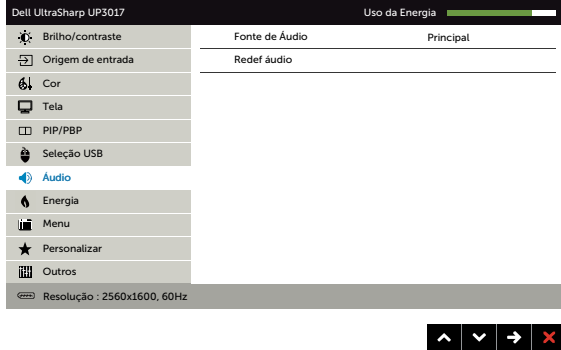 Dell UltraSharp UP3017 Uso da Energia
Brilho/contraste Fonte de Áudio Principal
Origem de entrada Redef áudio
Cor
Tela
PIP/PBP
Seleção USB
Áudio
Energia
Menu
Personalizar
Outros
Resolução : 2560x1600, 60Hz